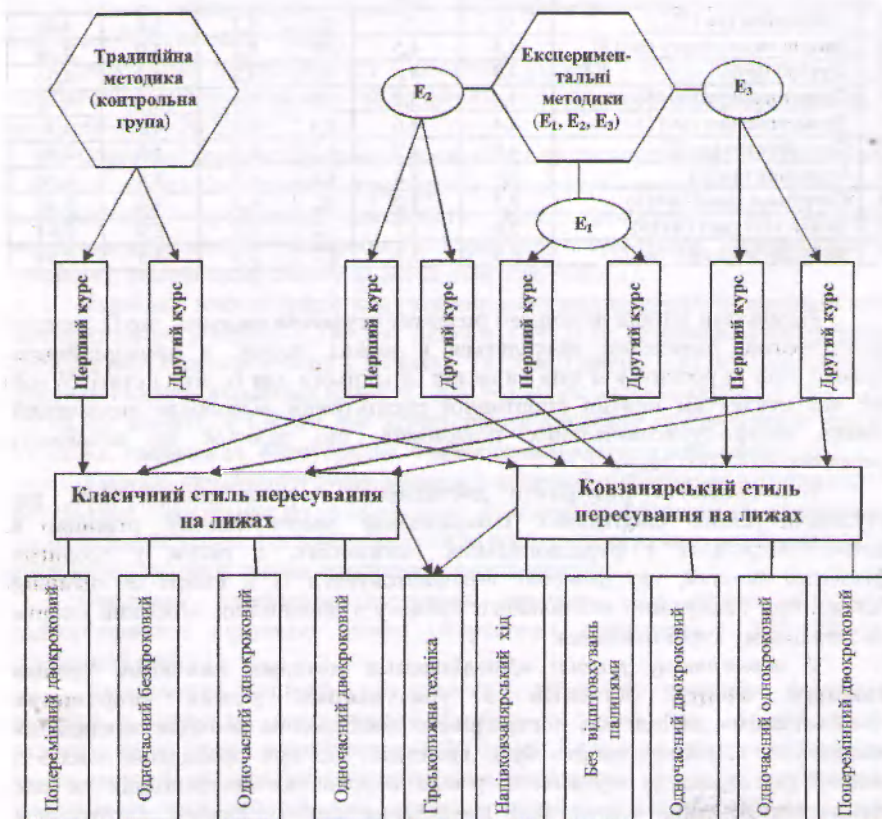 Традиційна
методика
(контрольна
група)
E₂
Експеримен-
тальні
методики
(E₁, E₂, E₃)
E₃
E₁
Перший курс
Другий курс
Перший курс
Другий курс
Перший курс
Другий курс
Перший курс
Другий курс
Класичний стиль пересування
на лижах
Ковзанярський стиль
пересування на лижах
Поперемінний двокроковий
Одночасний безкроковий
Одночасний однокроковий
Одночасний двокроковий
Гірськолижна техніка
Напівковзанярський хід
Без відштовхувань
палицями
Одночасний двокроковий
Одночасний однокроковий
Поперемінний двокроковий